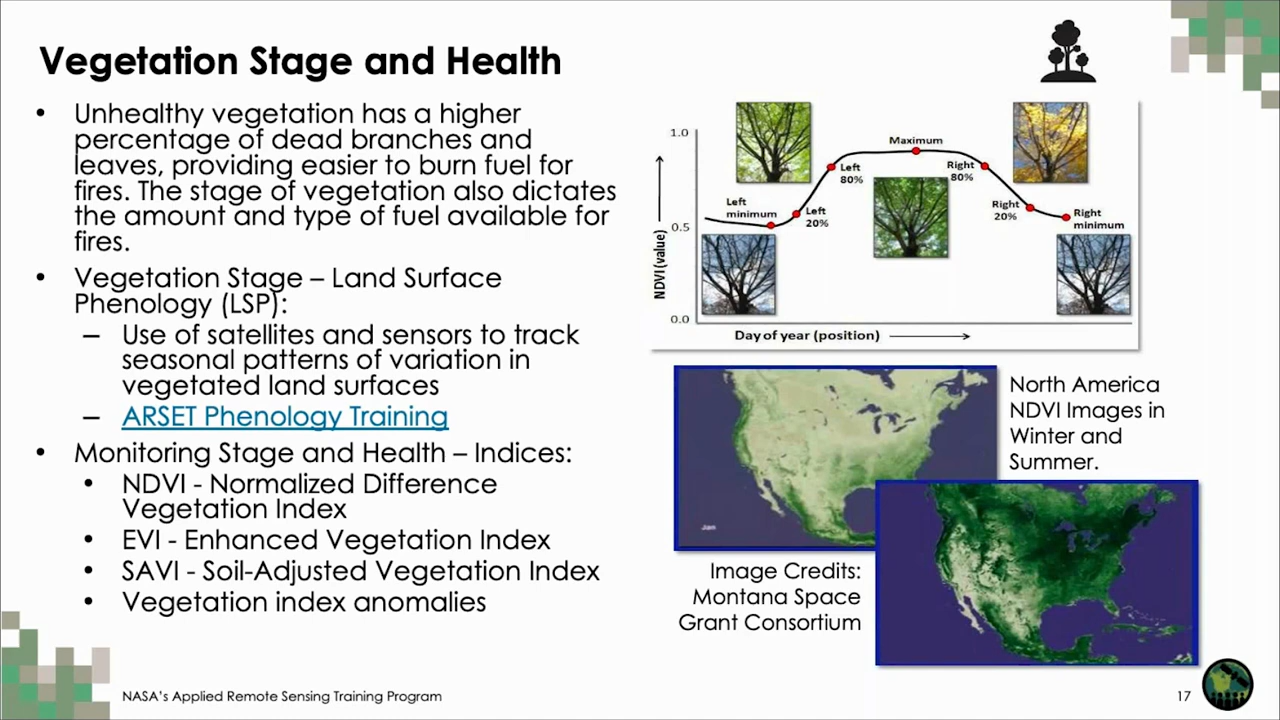 Vegetation Stage and Health
• Unhealthy vegetation has a higher
percentage of dead branches and
leaves, providing easier to burn fuel for
fires. The stage of vegetation also dictates
the amount and type of fuel available for
fires.
• Vegetation Stage – Land Surface
Phenology (LSP):
– Use of satellites and sensors to track
seasonal patterns of variation in
vegetated land surfaces
– ARSET Phenology Training
• Monitoring Stage and Health – Indices:
• NDVI - Normalized Difference
Vegetation Index
• EVI - Enhanced Vegetation Index
• SAVI - Soil-Adjusted Vegetation Index
• Vegetation index anomalies
1.0
0.5
0.0
NDVI (value)
Left
minimum
Left
20%
Left
80%
Maximum
Right
80%
Right
20%
Right
minimum
Day of year (position)
North America
NDVI Images in
Winter and
Summer.
Jan
Image Credits:
Montana Space
Grant Consortium
NASA's Applied Remote Sensing Training Program
17